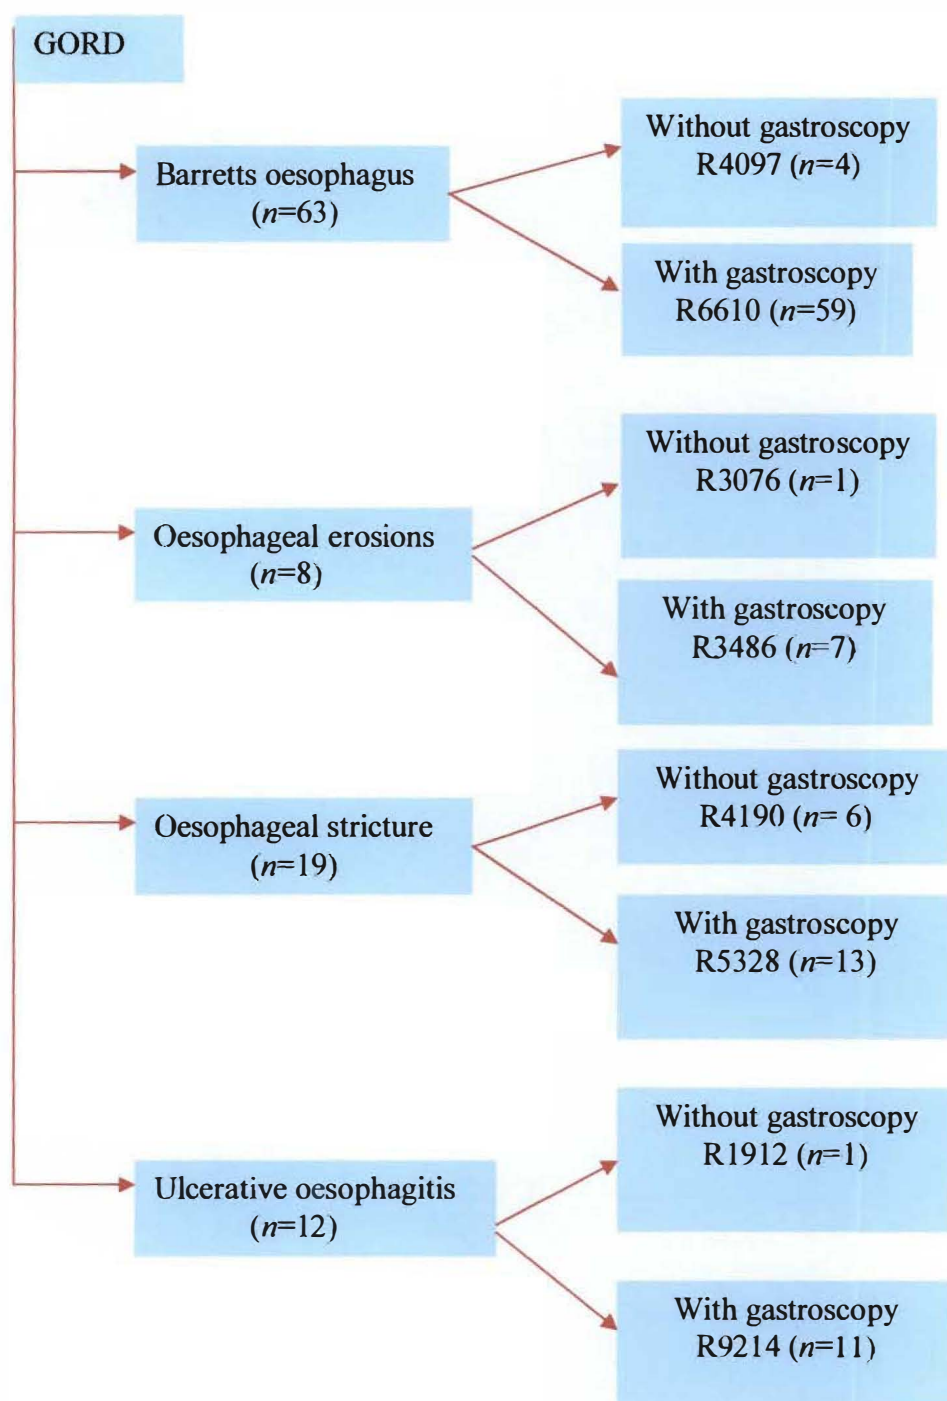 GORD
Barretts oesophagus
(n=63)
Without gastroscopy
R4097 (n=4)
With gastroscopy
R6610 (n=59)
Oesophageal erosions
(n=8)
Without gastroscopy
R3076 (n=1)
With gastroscopy
R3486 (n=7)
Oesophageal stricture
(n=19)
Without gastroscopy
R4190 (n= 6)
With gastroscopy
R5328 (n=13)
Ulcerative oesophagitis
(n=12)
Without gastroscopy
R1912 (n=1)
With gastroscopy
R9214 (n=11)